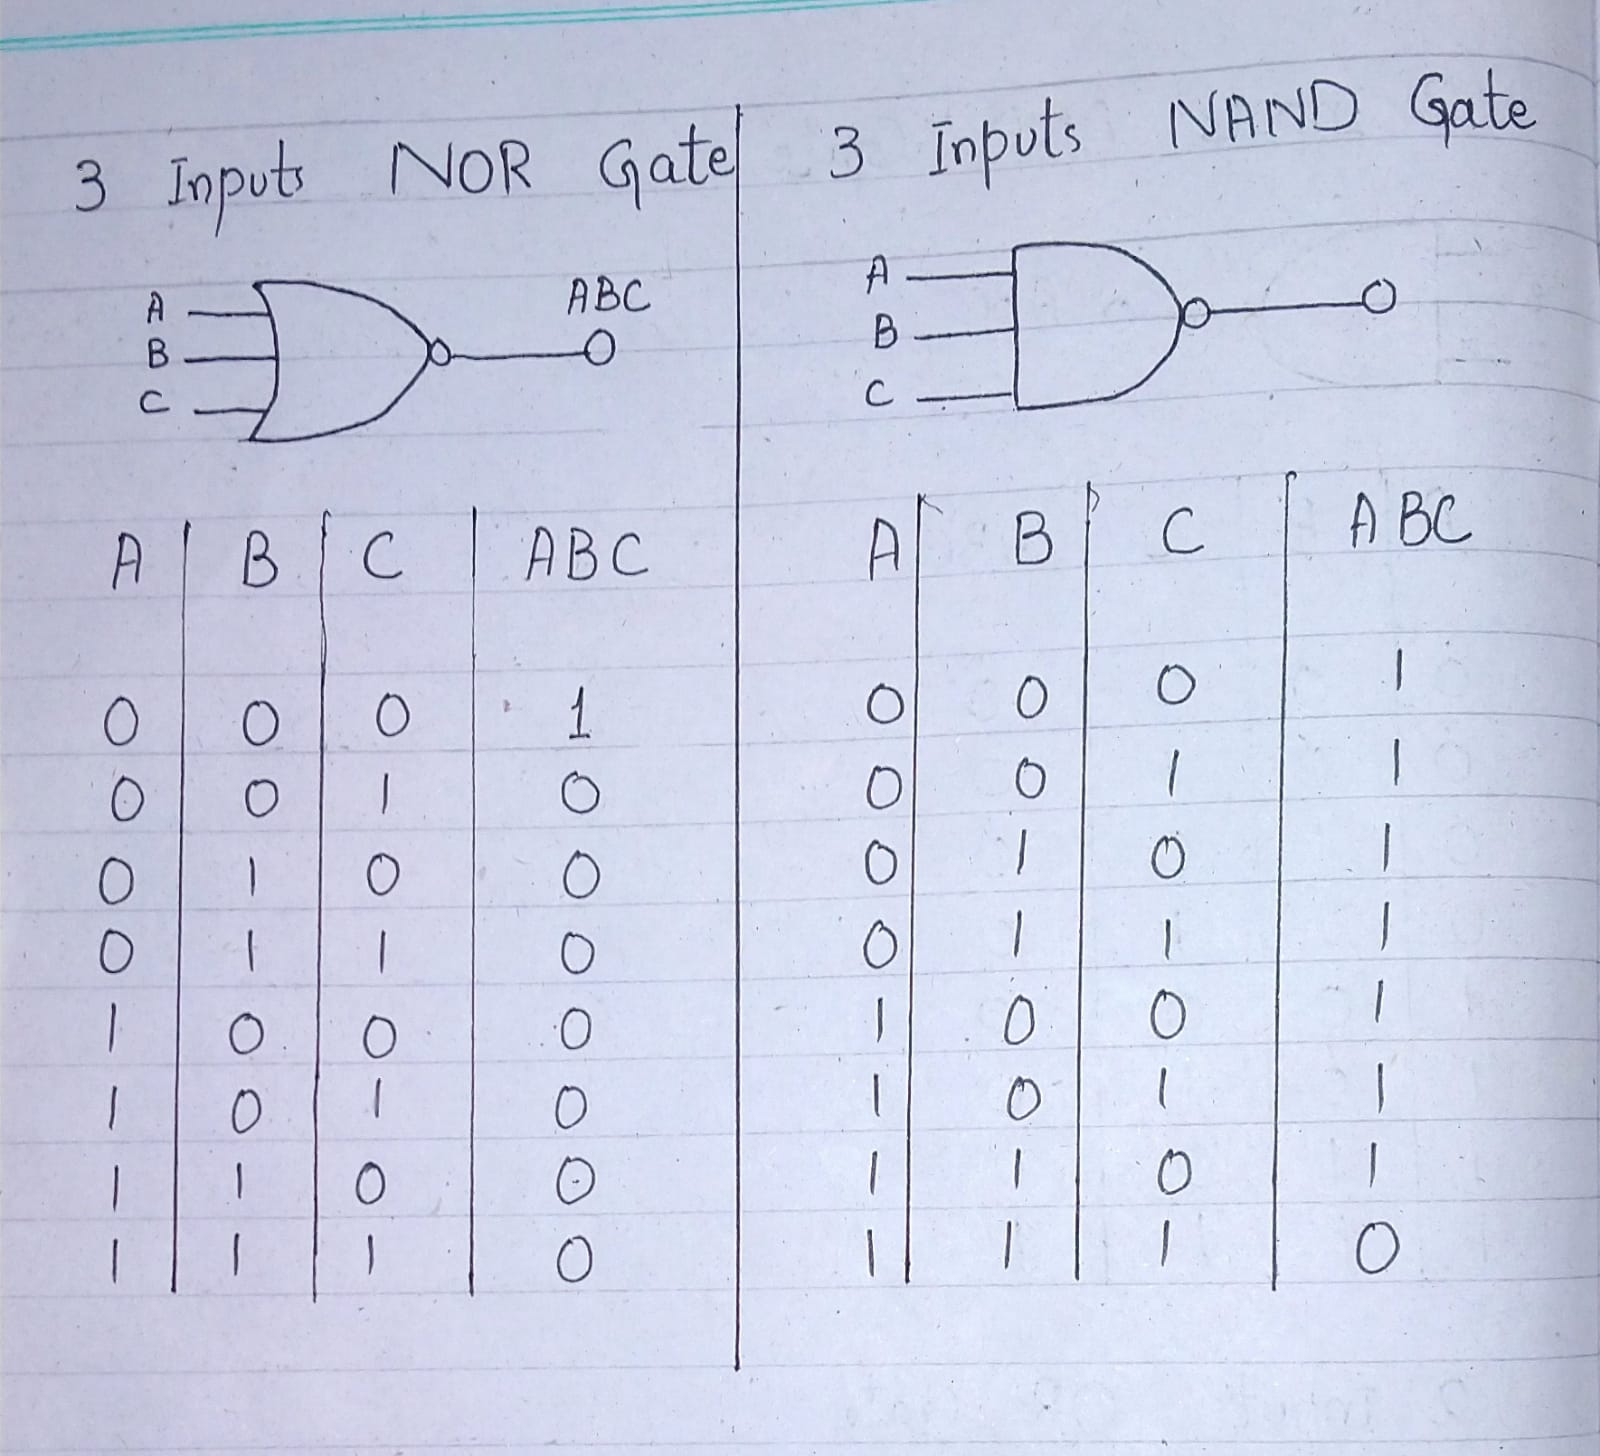 3 Inputs NOR Gate
A
B
C
ABC
A B C ABC
0 0 0 1
0 0 1 0
0 1 0 0
0 1 1 0
1 0 0 0
1 0 1 0
1 1 0 0
1 1 1 0
3 Inputs NAND Gate
A
B
C
A B C ABC
0 0 0 1
0 0 1 1
0 1 0 1
0 1 1 1
1 0 0 1
1 0 1 1
1 1 0 1
1 1 1 0